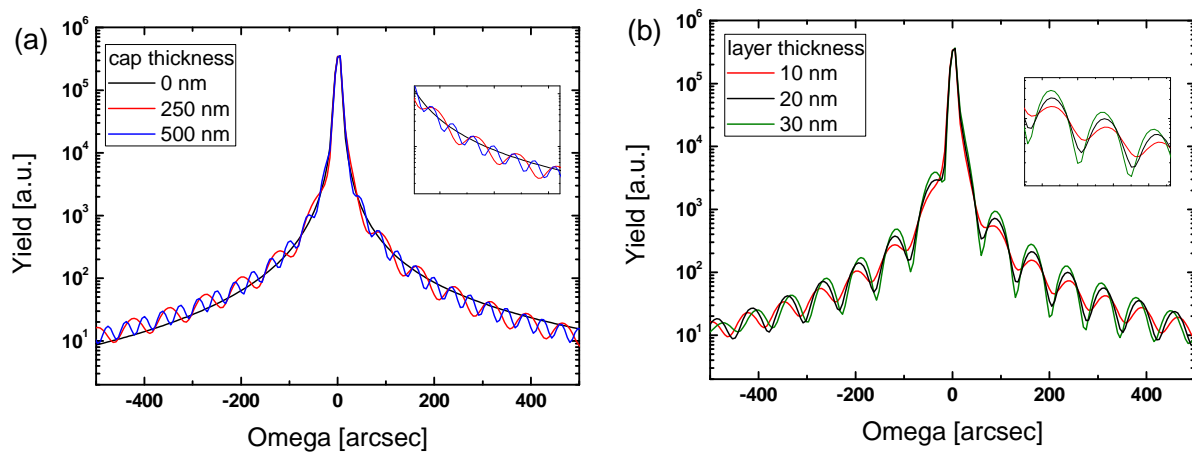 (a)
cap thickness
0 nm
250 nm
500 nm
Yield [a.u.]
10^6
10^5
10^4
10^3
10^2
10^1
-400 -200 0 200 400
Omega [arcsec]
(b)
layer thickness
10 nm
20 nm
30 nm
Yield [a.u.]
10^6
10^5
10^4
10^3
10^2
10^1
-400 -200 0 200 400
Omega [arcsec]